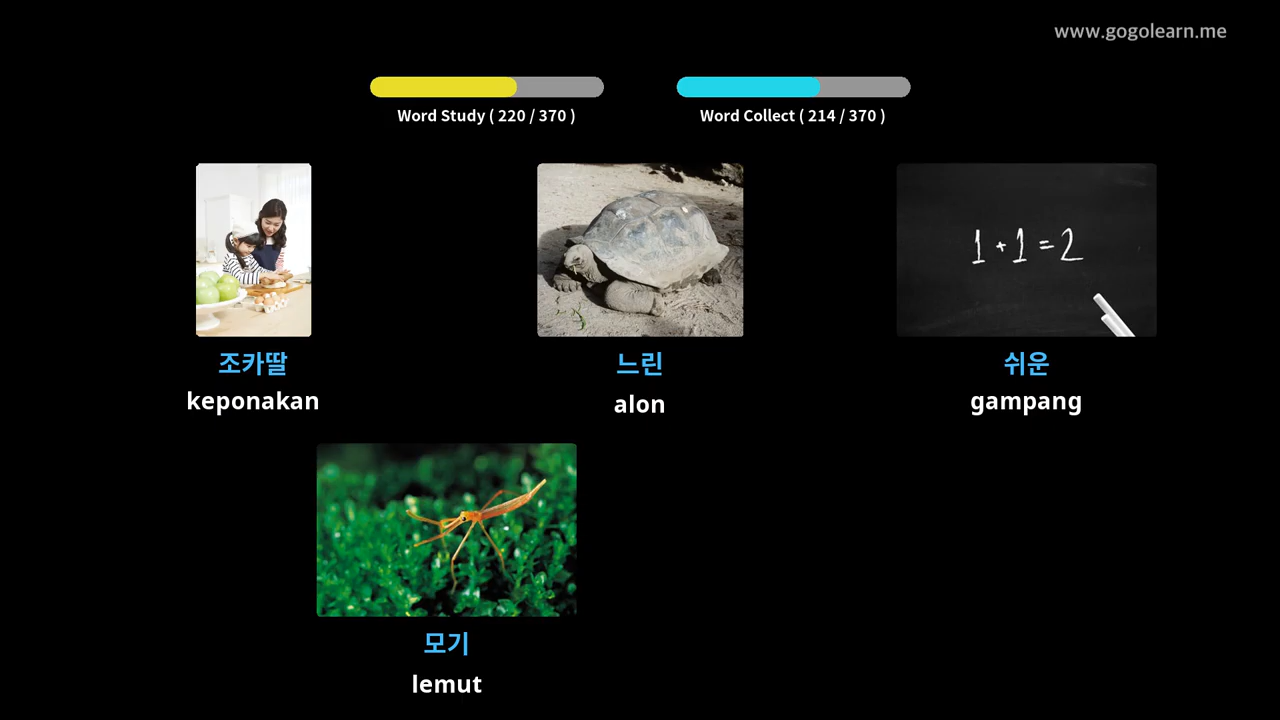 www.gogolearn.me
Word Study ( 220 / 370 )
Word Collect ( 214 / 370 )
1 + 1 = 2
조카딸
keponakan
느린
alon
쉬운
gampang
모기
lemut